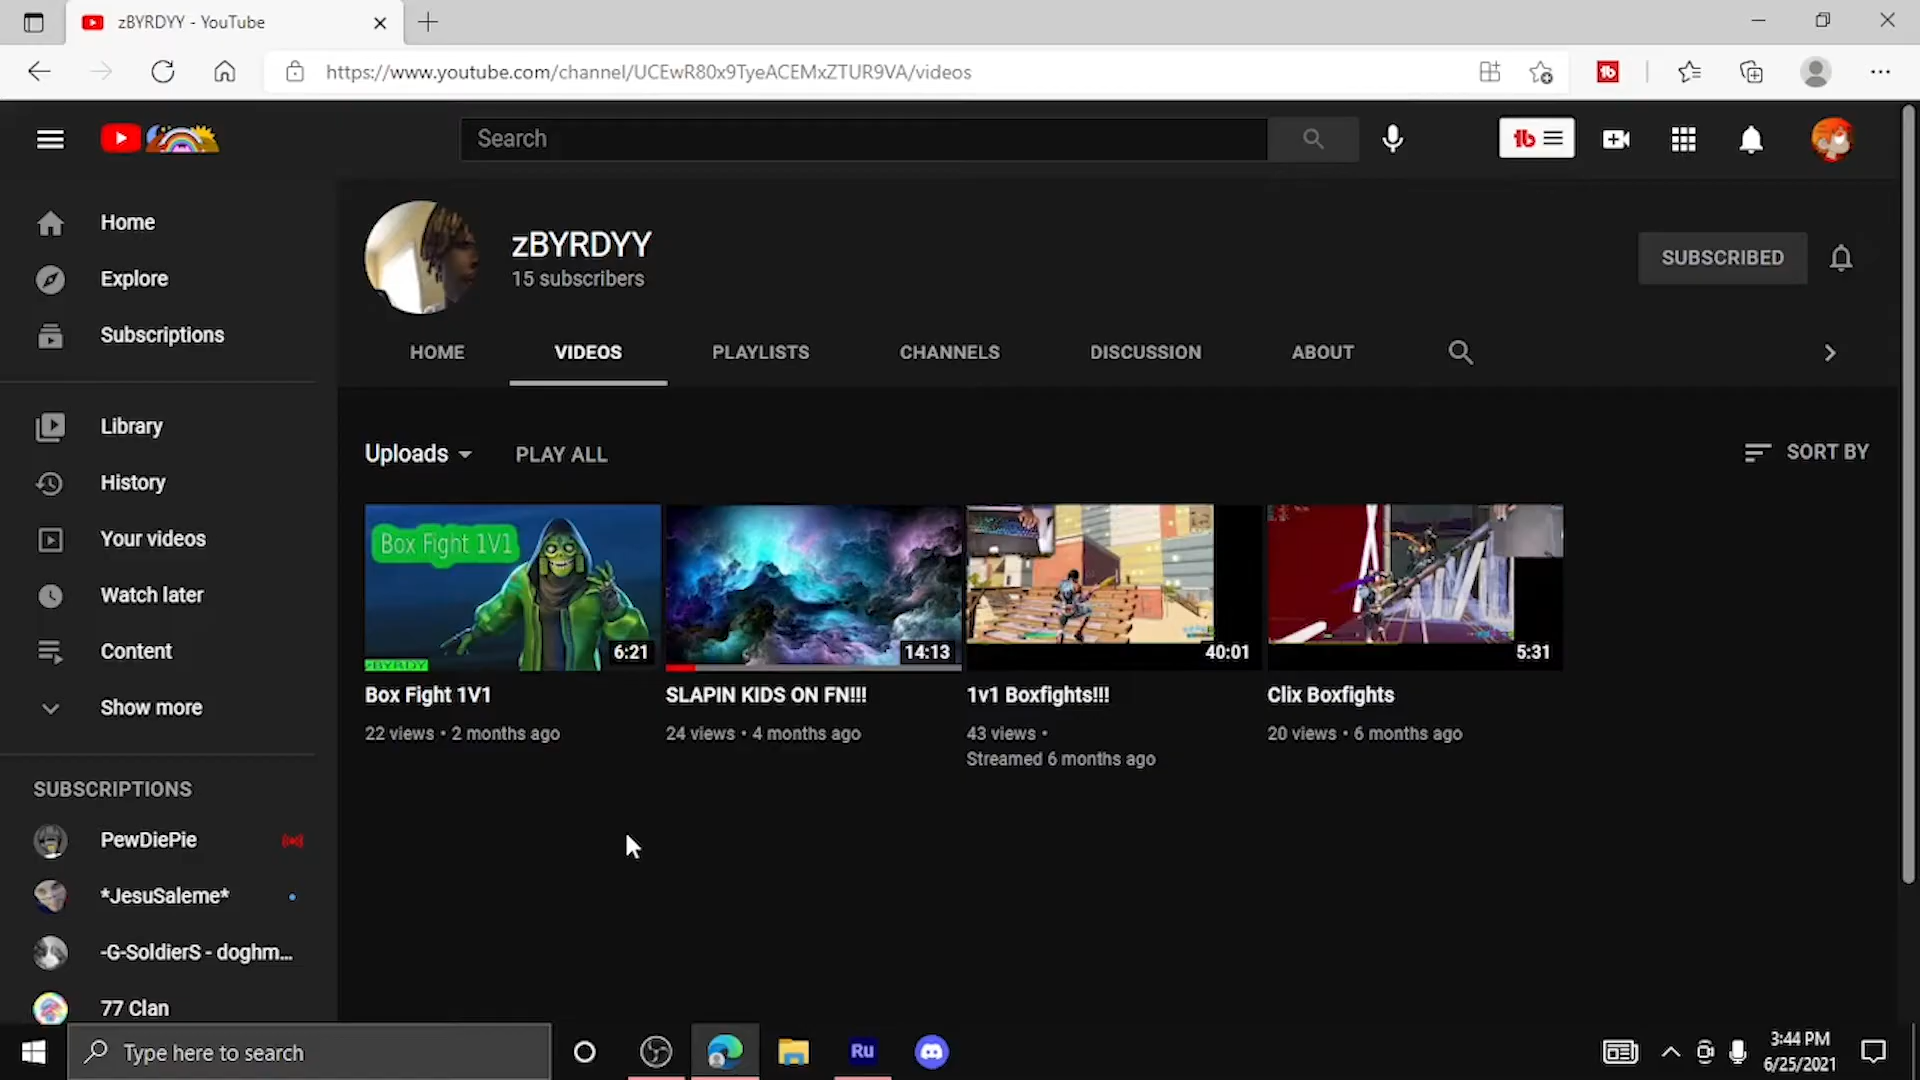 zBYRDYY - YouTube
https://www.youtube.com/channel/UCEwR80x9TyeACEMxZTUR9VA/videos
Search
Home
Explore
Subscriptions
Library
History
Your videos
Watch later
Content
Show more
SUBSCRIPTIONS
PewDiePie
*JesuSaleme*
-G-SoldierS - doghm...
77 Clan
zBYRDYY
15 subscribers
SUBSCRIBED
HOME
VIDEOS
PLAYLISTS
CHANNELS
DISCUSSION
ABOUT
Uploads
PLAY ALL
SORT BY
Box Fight 1V1
zBYRDY
6:21
Box Fight 1V1
22 views • 2 months ago
14:13
SLAPIN KIDS ON FN!!!
24 views • 4 months ago
40:01
1v1 Boxfights!!!
43 views •
Streamed 6 months ago
5:31
Clix Boxfights
20 views • 6 months ago
Type here to search
Ru
3:44 PM
6/25/2021